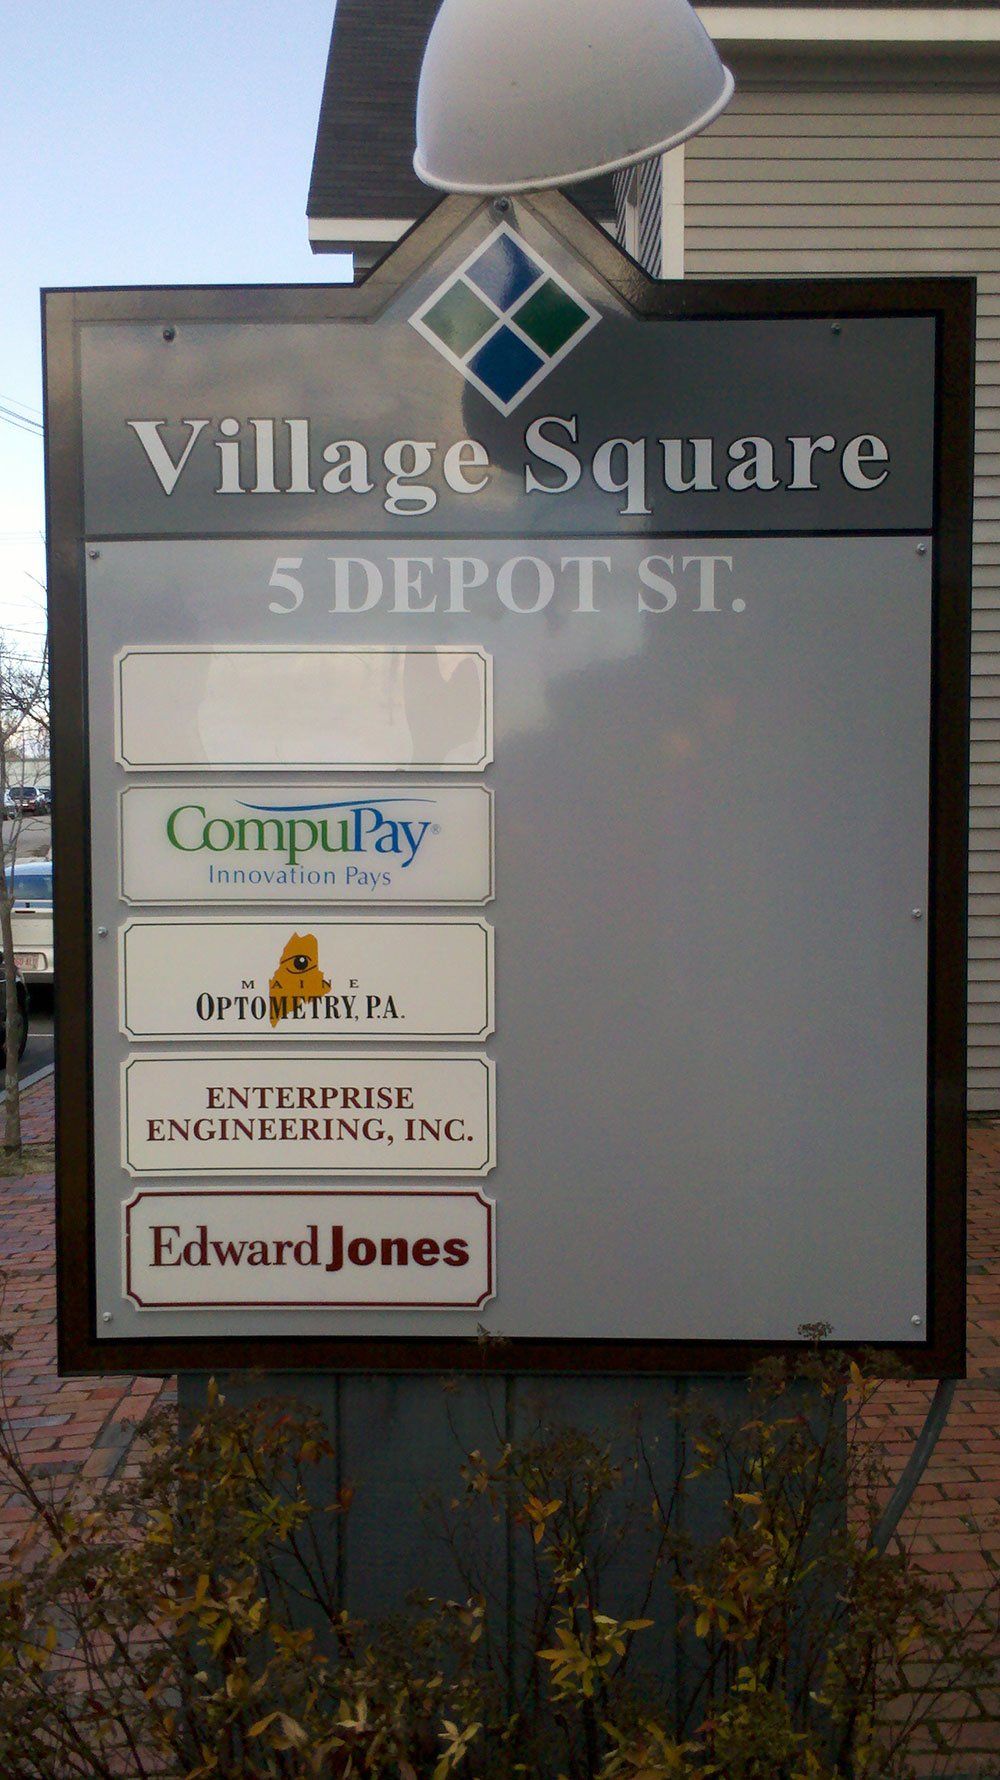 Village Square
5 DEPOT ST.
CompuPay®
Innovation Pays
MAINE
OPTOMETRY, P.A.
ENTERPRISE
ENGINEERING, INC.
Edward Jones